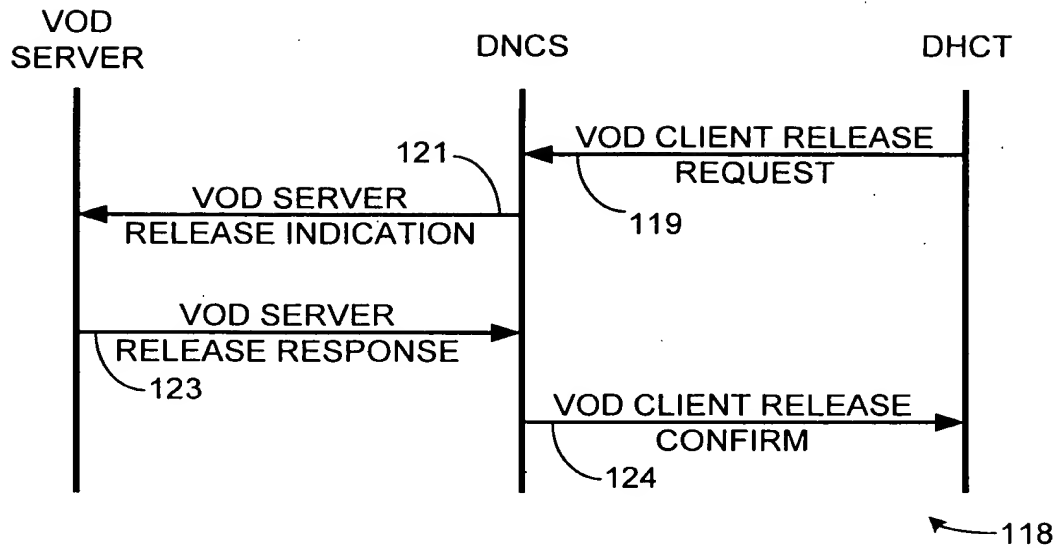 VOD
SERVER
DNCS
DHCT
VOD CLIENT RELEASE
REQUEST
119
121
VOD SERVER
RELEASE INDICATION
VOD SERVER
RELEASE RESPONSE
123
VOD CLIENT RELEASE
CONFIRM
124
118